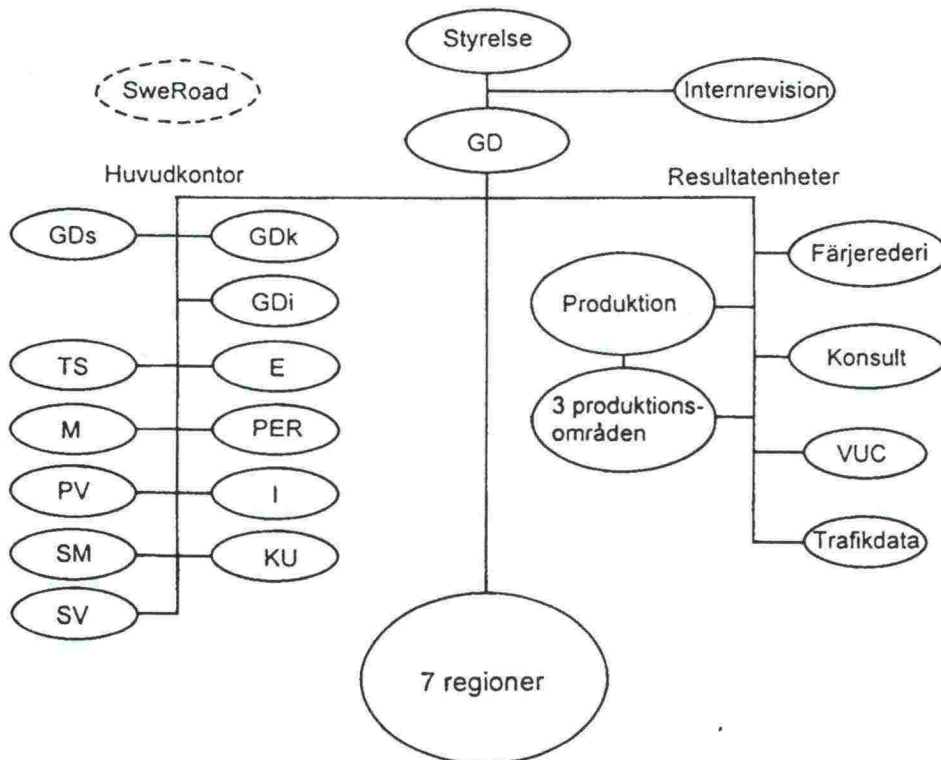 Styrelse
SweRoad
Internrevision
GD
Huvudkontor
Resultatenheter
GDs
GDk
Färjerederi
GDi
Produktion
TS
E
Konsult
3 produktions-
områden
M
PER
VUC
PV
I
SM
KU
Trafikdata
SV
7 regioner